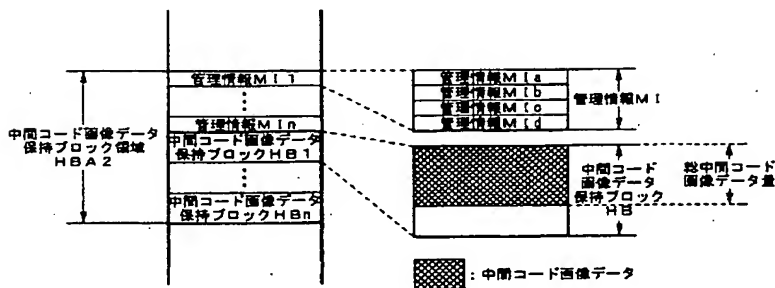 管理情報MI1
管理情報MIn
中間コード画像データ
保持ブロックHB1
中間コード画像データ
保持ブロックHBn
中間コード画像データ
保持ブロック領域
HBA2
管理情報MIa
管理情報MIb
管理情報MIc
管理情報MId
管理情報MI
中間コード
画像データ
保持ブロック
HB
総中間コード
画像データ量
:中間コード画像データ